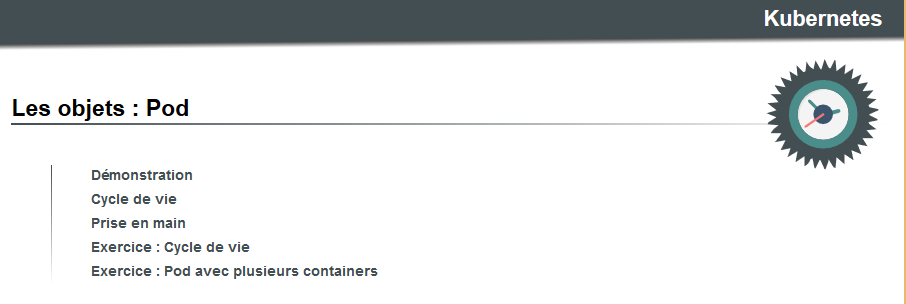 Kubernetes
Les objets : Pod
Démonstration
Cycle de vie
Prise en main
Exercice : Cycle de vie
Exercice : Pod avec plusieurs containers